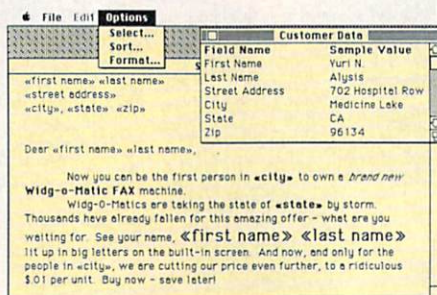 File Edit Options
Select...
Sort...
Format...
Customer Data
Field Name Sample Value
First Name Yuri N.
Last Name Alysis
Street Address 702 Hospital Row
City Medicine Lake
State CA
Zip 96134
«first name» «last name»
«street address»
«city», «state» «zip»
Dear «first name» «last name»,
Now you can be the first person in «city» to own a brand new
Widg-o-Matic FAX machine.
Widg-O-Matics are taking the state of «state» by storm.
Thousands have already fallen for this amazing offer - what are you
waiting for. See your name, «first name» «last name»
lit up in big letters on the built-in screen. And now, and only for the
people in «city», we are cutting our price even further, to a ridiculous
$.01 per unit. Buy now - save later!